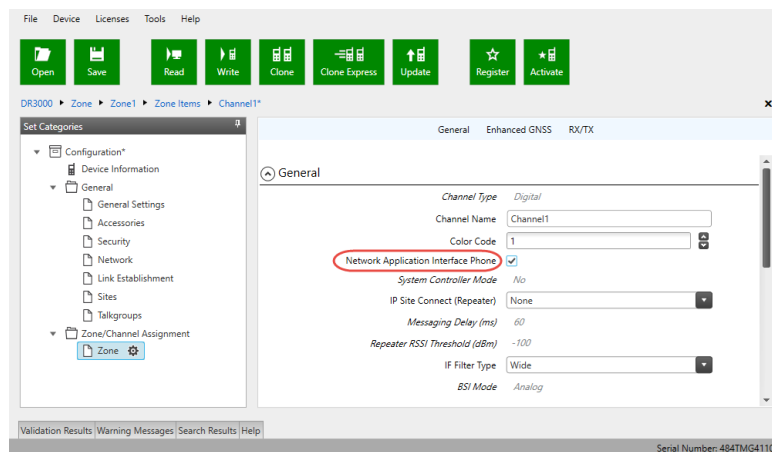 File Device Licenses Tools Help
Open Save Read Write Clone Clone Express Update Register Activate
DR3000 Zone Zone1 Zone Items Channel1*
Set Categories
General Enhanced GNSS RX/TX
Configuration*
Device Information
General
General Settings
Accessories
Security
Network
Link Establishment
Sites
Talkgroups
Zone/Channel Assignment
Zone
General
Channel Type Digital
Channel Name Channel1
Color Code 1
Network Application Interface Phone
System Controller Mode No
IP Site Connect (Repeater) None
Messaging Delay (ms) 60
Repeater RSSI Threshold (dBm) -100
IF Filter Type Wide
BSI Mode Analog
Validation Results Warning Messages Search Results Help
Serial Number: 484TMG4110